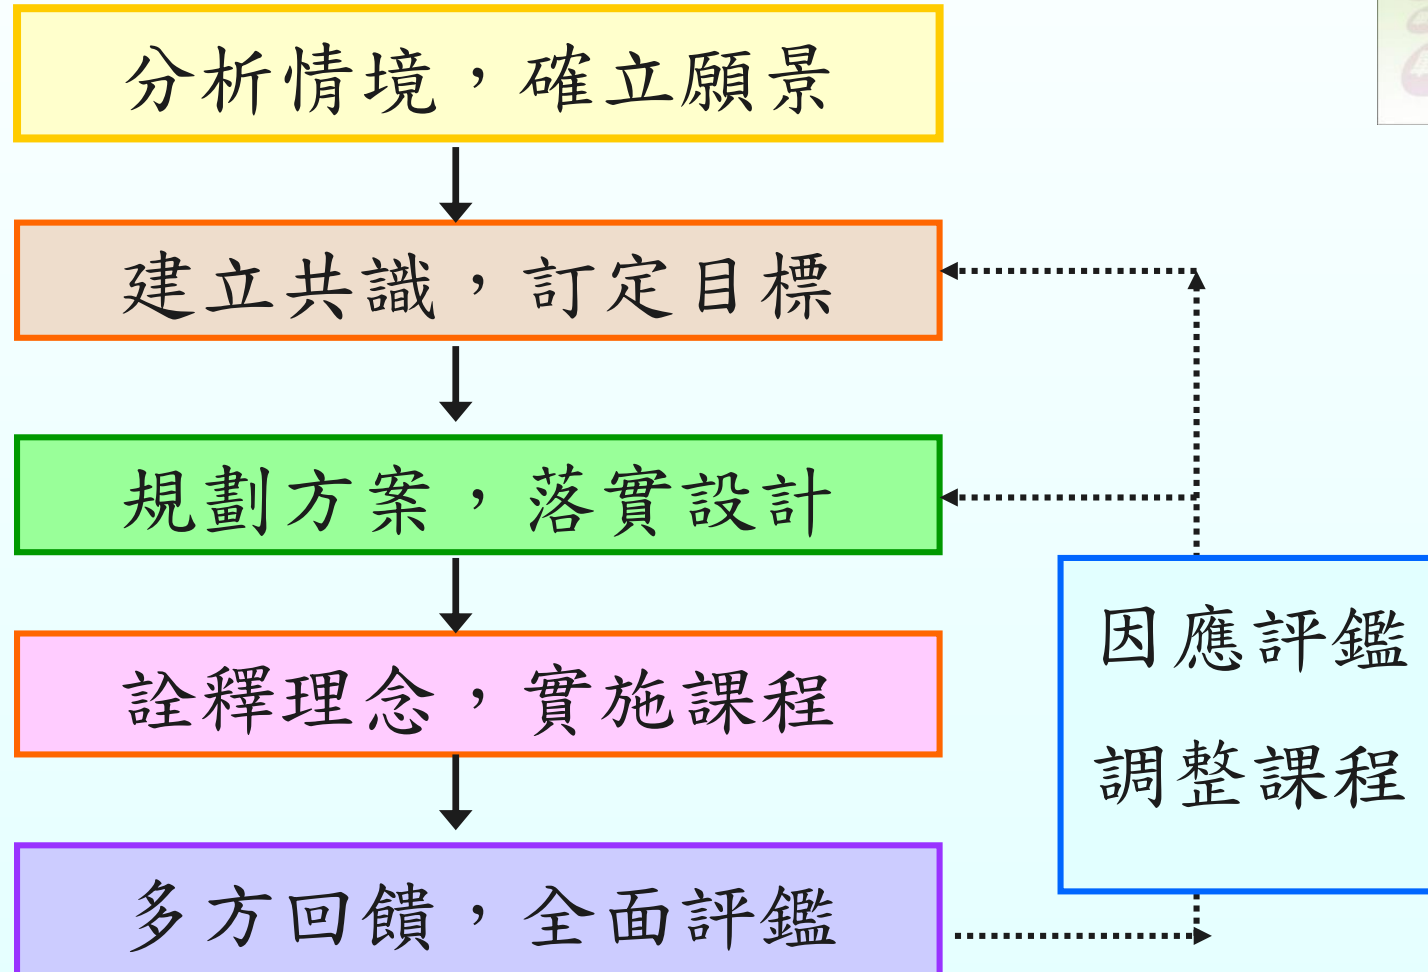 分析情境，確立願景
建立共識，訂定目標
規劃方案，落實設計
詮釋理念，實施課程
多方回饋，全面評鑑
因應評鑑
調整課程